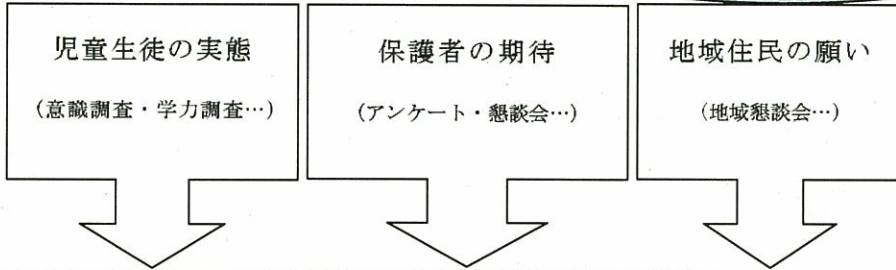 児童生徒の実態
(意識調査・学力調査…)
保護者の期待
(アンケート・懇談会…)
地域住民の願い
(地域懇談会…)